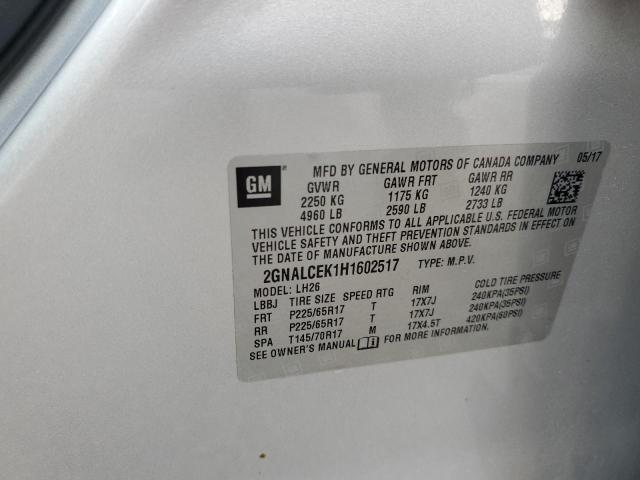 GM
MFD BY GENERAL MOTORS OF CANADA COMPANY 05/17
GVWR GAWR FRT GAWR RR
2250 KG 1175 KG 1240 KG
4960 LB 2590 LB 2733 LB
THIS VEHICLE CONFORMS TO ALL APPLICABLE U.S. FEDERAL MOTOR
VEHICLE SAFETY AND THEFT PREVENTION STANDARDS IN EFFECT ON
THE DATE OF MANUFACTURE SHOWN ABOVE.
2GNALCEK1H1602517 TYPE: M.P.V.
MODEL: LH26
LBBJ TIRE SIZE SPEED RTG RIM COLD TIRE PRESSURE
FRT P225/65R17 T 17X7J 240KPA(35PSI)
RR P225/65R17 T 17X7J 240KPA(35PSI)
SPA T145/70R17 M 17X4.5T 420KPA(60PSI)
SEE OWNER'S MANUAL FOR MORE INFORMATION